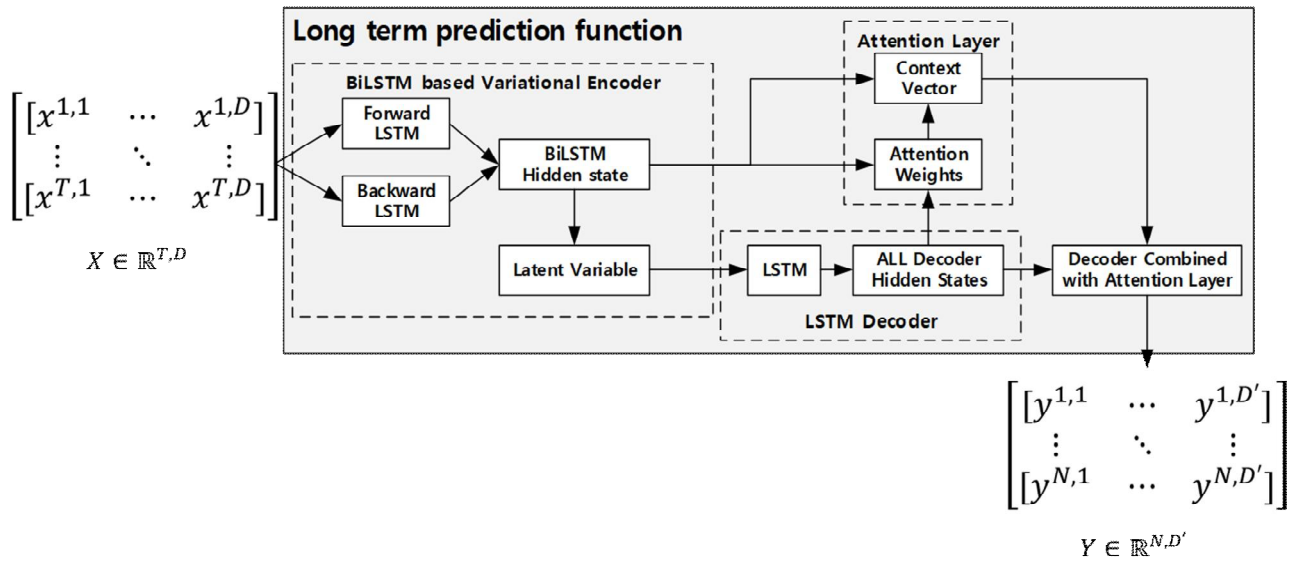 Long term prediction function
BiLSTM based Variational Encoder
Forward
LSTM
Backward
LSTM
BiLSTM
Hidden state
Latent Variable
Attention Layer
Context
Vector
Attention
Weights
LSTM
ALL Decoder
Hidden States
LSTM Decoder
Decoder Combined
with Attention Layer
[[x^{1,1} ⋯ x^{1,D}]
⋮ ⋱ ⋮
[x^{T,1} ⋯ x^{T,D}]]
X ∈ ℝ^{T,D}
[[y^{1,1} ⋯ y^{1,D′}]
⋮ ⋱ ⋮
[y^{N,1} ⋯ y^{N,D′}]]
Y ∈ ℝ^{N,D′}